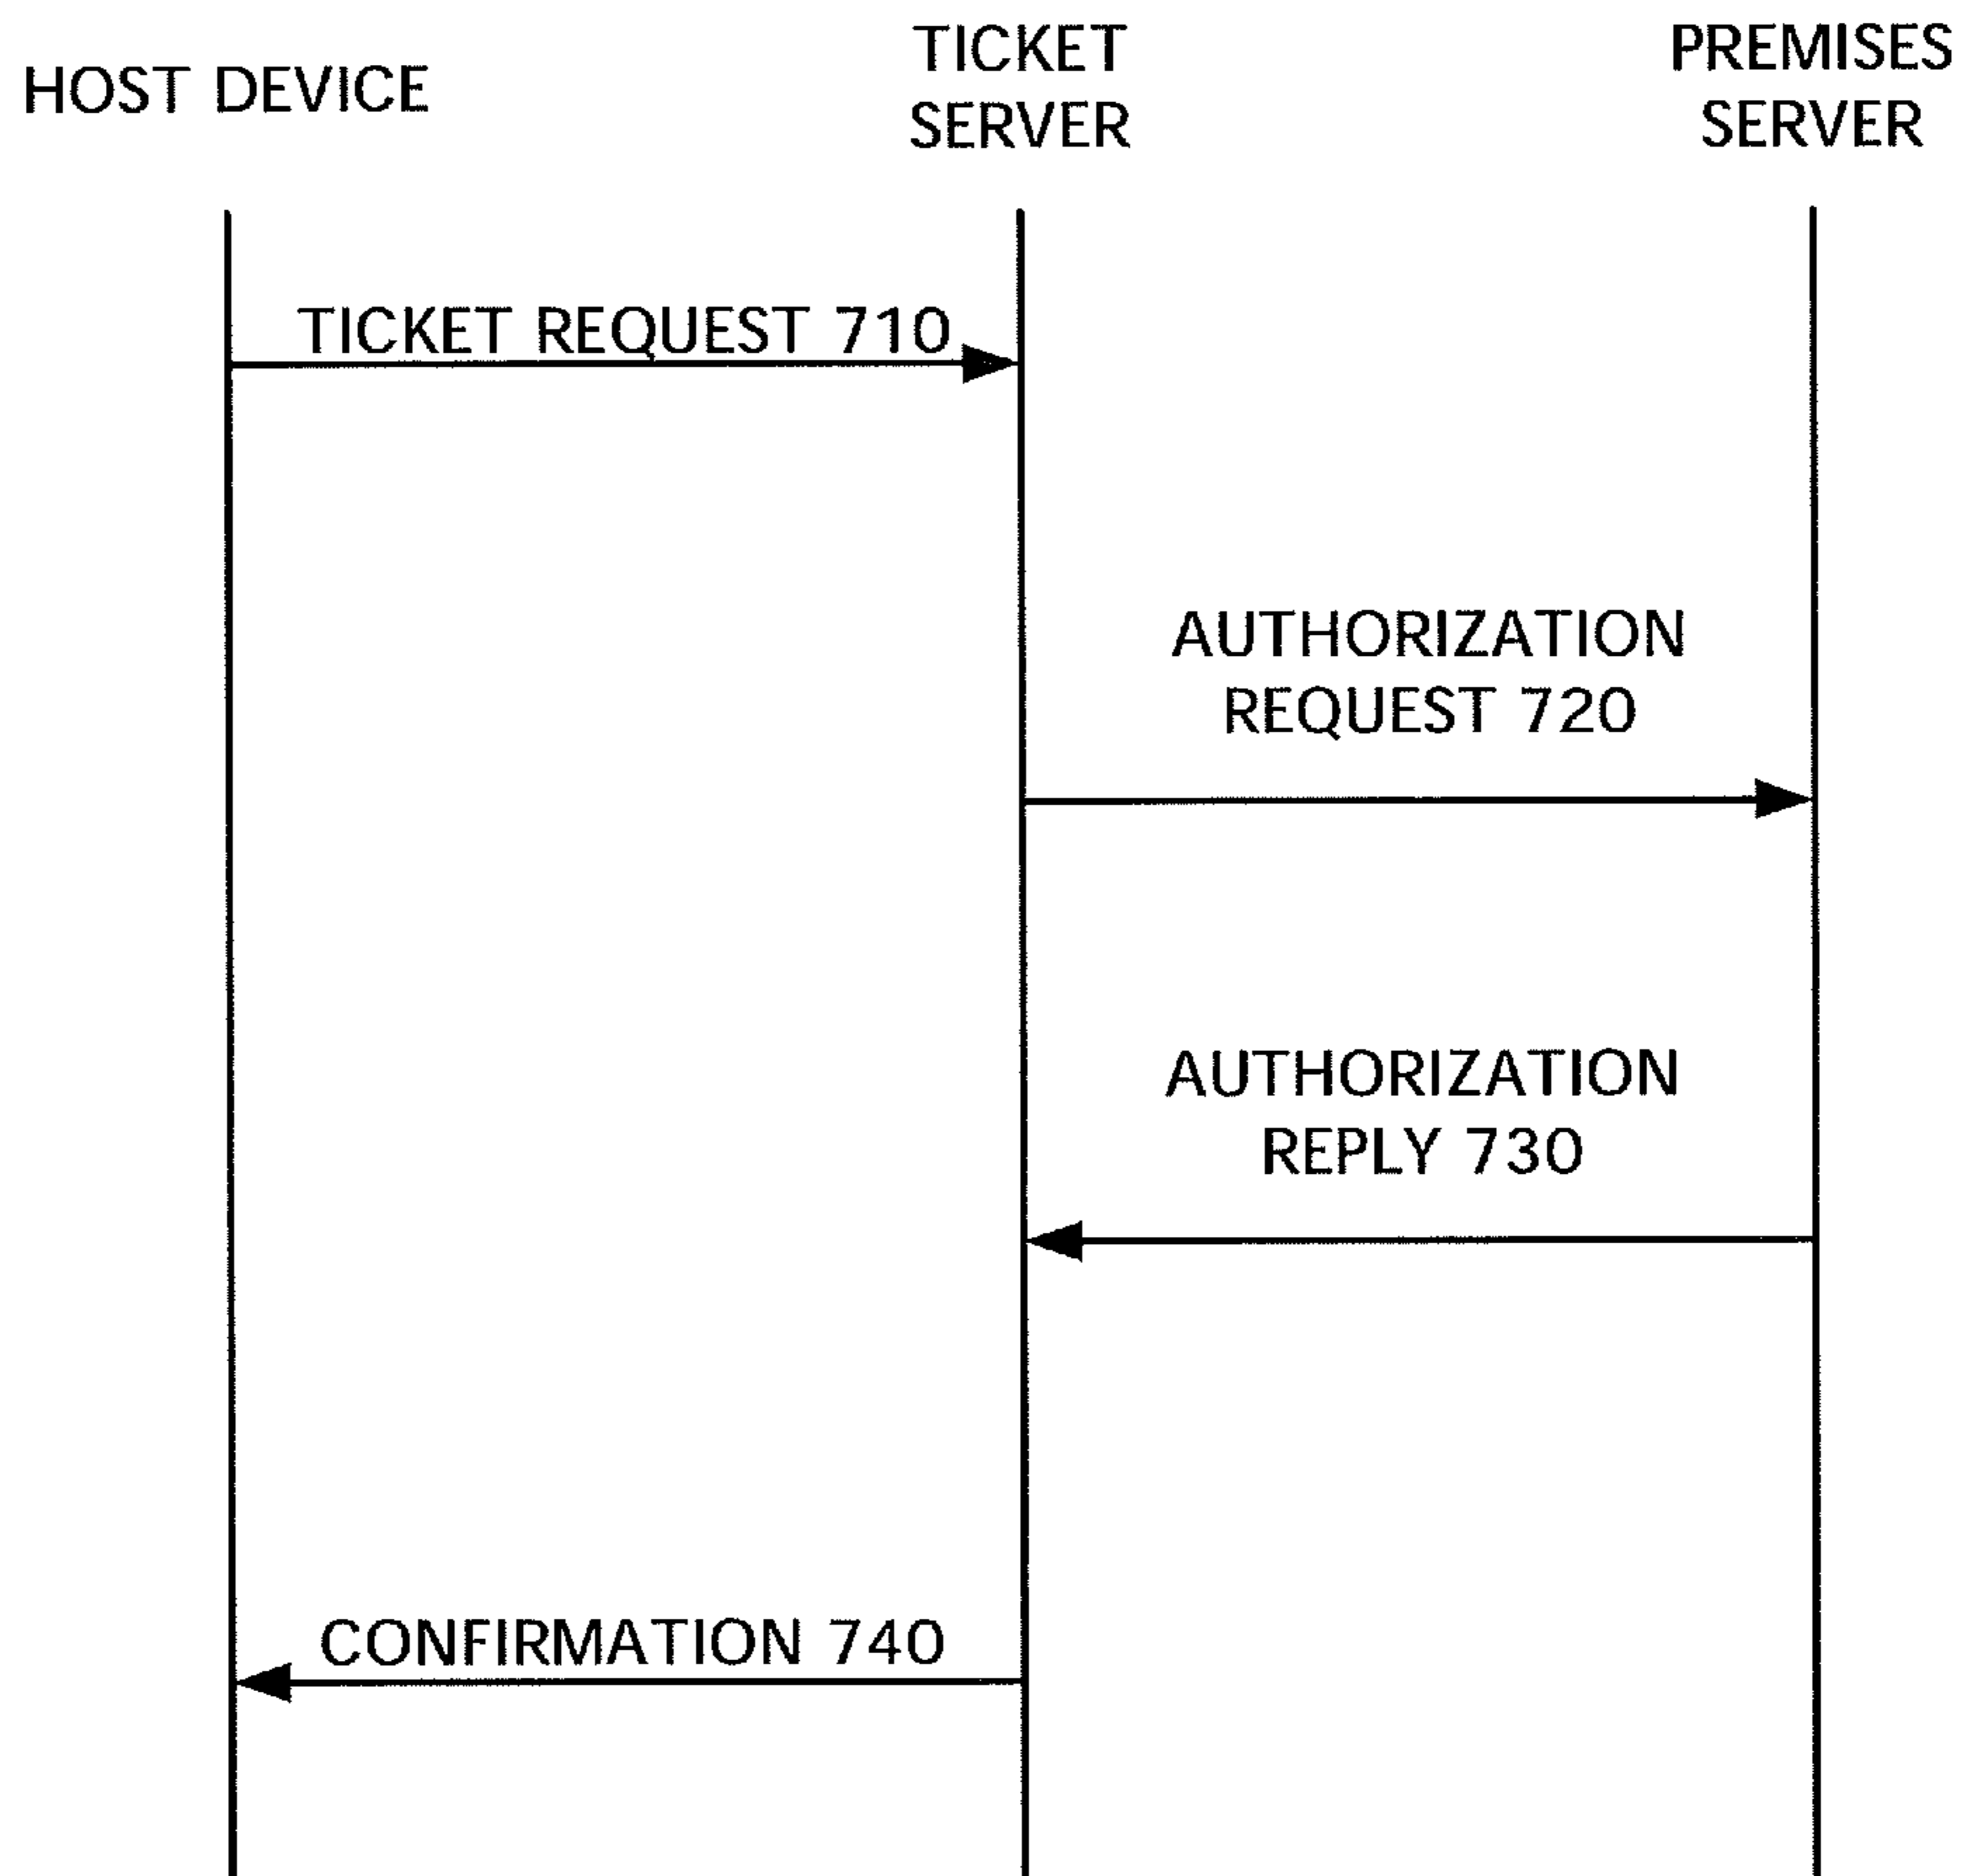 HOST DEVICE
TICKET
SERVER
PREMISES
SERVER
TICKET REQUEST 710
AUTHORIZATION
REQUEST 720
AUTHORIZATION
REPLY 730
CONFIRMATION 740